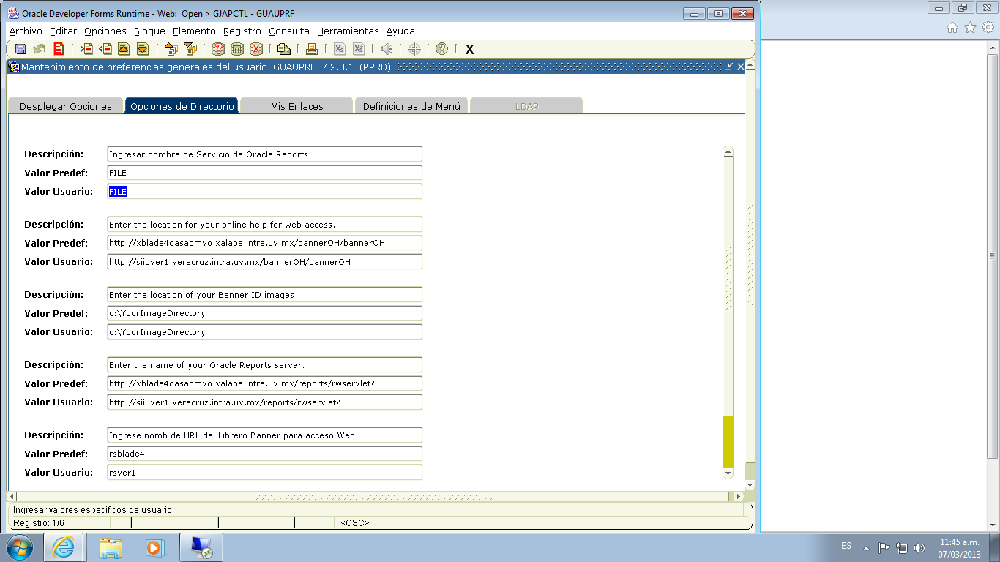 Oracle Developer Forms Runtime - Web: Open > GJAPCTL - GUAUPRF
Archivo Editar Opciones Bloque Elemento Registro Consulta Herramientas Ayuda
X
Mantenimiento de preferencias generales del usuario GUAUPRF 7.2.0.1 (PPRD)
Desplegar Opciones Opciones de Directorio Mis Enlaces Definiciones de Menú LDAP
Descripción: Ingresar nombre de Servicio de Oracle Reports.
Valor Predef: FILE
Valor Usuario: FILE
Descripción: Enter the location for your online help for web access.
Valor Predef: http://xblade4oasadmvo.xalapa.intra.uv.mx/bannerOH/bannerOH
Valor Usuario: http://siiuver1.veracruz.intra.uv.mx/bannerOH/bannerOH
Descripción: Enter the location of your Banner ID images.
Valor Predef: c:\YourImageDirectory
Valor Usuario: c:\YourImageDirectory
Descripción: Enter the name of your Oracle Reports server.
Valor Predef: http://xblade4oasadmvo.xalapa.intra.uv.mx/reports/rwservlet?
Valor Usuario: http://siiuver1.veracruz.intra.uv.mx/reports/rwservlet?
Descripción: Ingrese nomb de URL del Librero Banner para acceso Web.
Valor Predef: rsblade4
Valor Usuario: rsver1
Ingresar valores específicos de usuario.
Registro: 1/6 <OSC>
ES 11:45 a.m.
07/03/2013